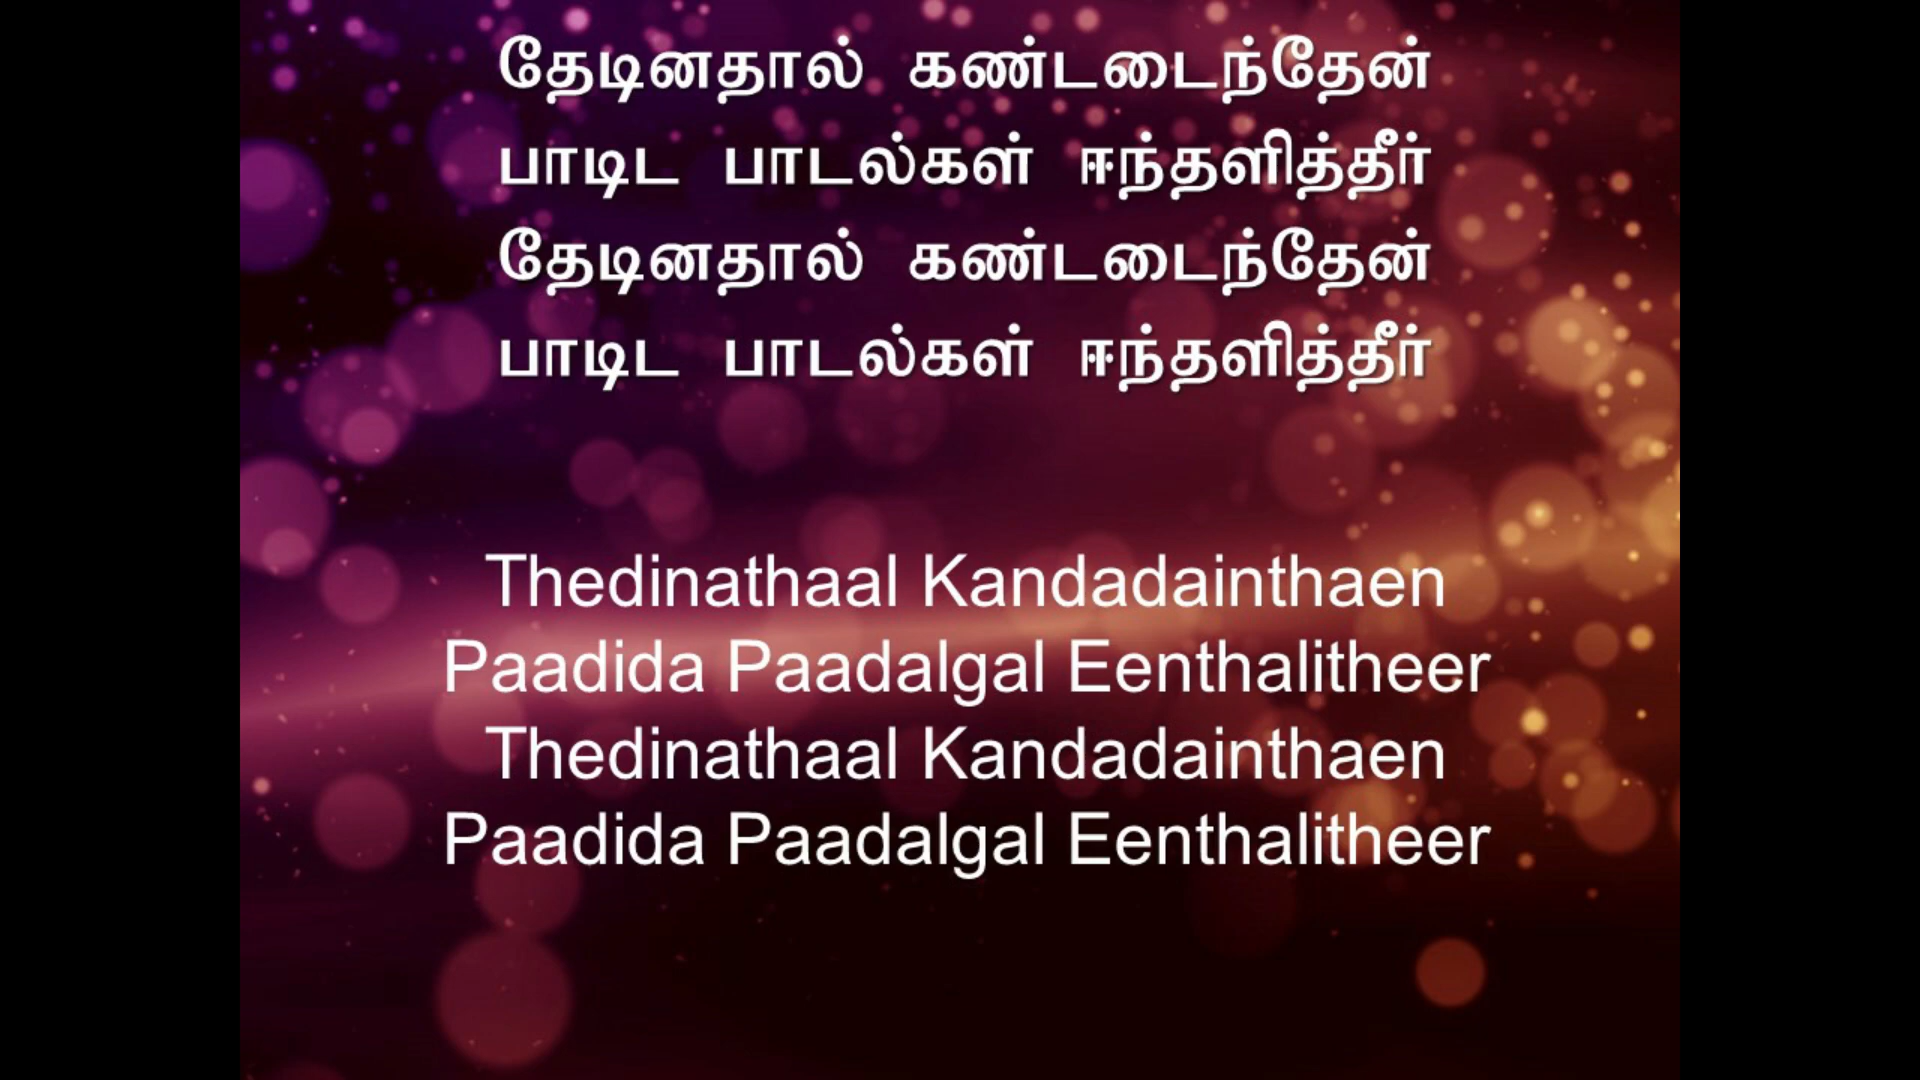 தேடினதால் கண்டடைந்தேன்
பாடிட பாடல்கள் ஈந்தளித்தீர்
தேடினதால் கண்டடைந்தேன்
பாடிட பாடல்கள் ஈந்தளித்தீர்
Thedinathaal Kandadainthaen
Paadida Paadalgal Eenthalitheer
Thedinathaal Kandadainthaen
Paadida Paadalgal Eenthalitheer